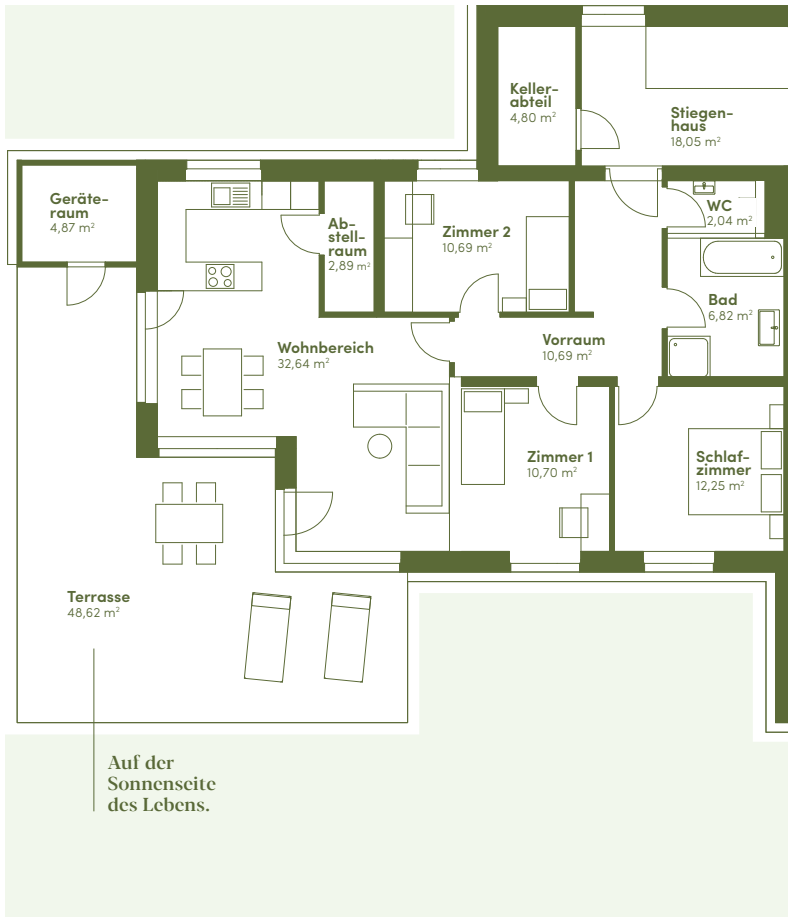 Keller-
abteil
4,80 m²
Stiegen-
haus
18,05 m²
Geräte-
raum
4,87 m²
Ab-
stell-
raum
2,89 m²
Zimmer 2
10,69 m²
WC
2,04 m²
Bad
6,82 m²
Wohnbereich
32,64 m²
Vorraum
10,69 m²
Zimmer 1
10,70 m²
Schlaf-
zimmer
12,25 m²
Terrasse
48,62 m²
Auf der
Sonnenseite
des Lebens.